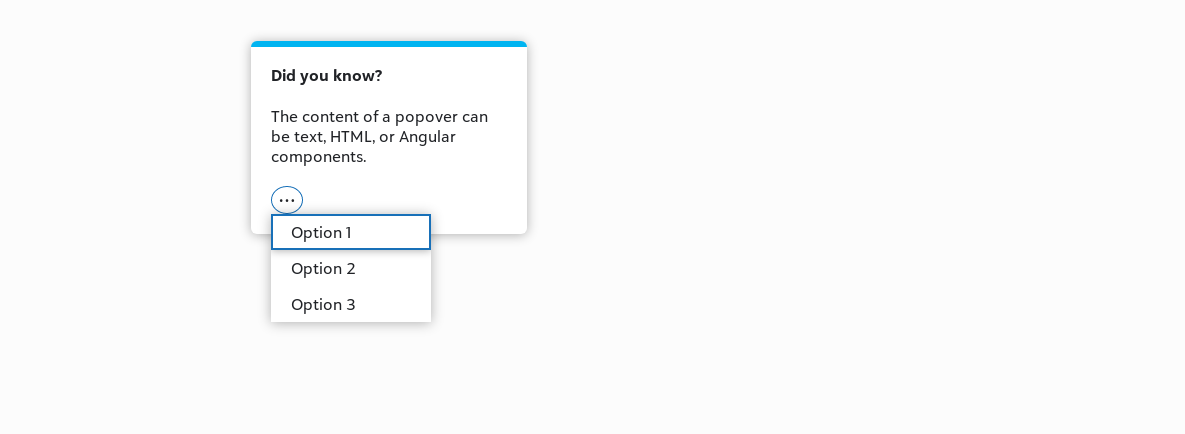 Did you know?
The content of a popover can
be text, HTML, or Angular
components.
Option 1
Option 2
Option 3